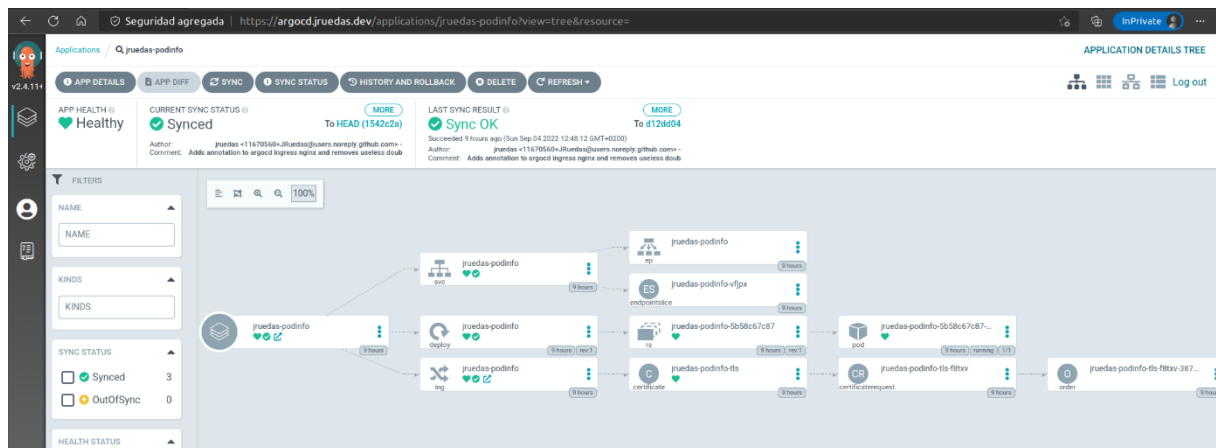 Seguridad agregada | https://argocd.jruedas.dev/applications/jruedas-podinfo?view=tree&resource=
InPrivate
Applications / jruedas-podinfo
APPLICATION DETAILS TREE
v2.4.11+
APP DETAILS
APP DIFF
SYNC
SYNC STATUS
HISTORY AND ROLLBACK
DELETE
REFRESH
Log out
APP HEALTH
Healthy
CURRENT SYNC STATUS
MORE
Synced
To HEAD (1542c2a)
Author: jruedas <11670560+JRuedas@users.noreply.github.com> -
Comment: Adds annotation to argocd ingress nginx and removes useless doub
LAST SYNC RESULT
MORE
Sync OK
To d12dd04
Succeeded 9 hours ago (Sun Sep 04 2022 12:48:12 GMT+0200)
Author: jruedas <11670560+JRuedas@users.noreply.github.com> -
Comment: Adds annotation to argocd ingress nginx and removes useless doub
FILTERS
NAME
NAME
KINDS
KINDS
SYNC STATUS
Synced 3
OutOfSync 0
HEALTH STATUS
100%
jruedas-podinfo
9 hours
jruedas-podinfo
svc
9 hours
jruedas-podinfo
ep
9 hours
ES
jruedas-podinfo-vfjpx
endpointslice
9 hours
jruedas-podinfo
deploy
9 hours rev:1
jruedas-podinfo-5b58c67c87
rs
9 hours rev:1
jruedas-podinfo-5b58c67c87-...
pod
9 hours running 1/1
jruedas-podinfo
ing
9 hours
C
jruedas-podinfo-tls
certificate
9 hours
CR
jruedas-podinfo-tls-f8txv
certificaterequest
9 hours
O
jruedas-podinfo-tls-f8txv-387...
order
9 hou